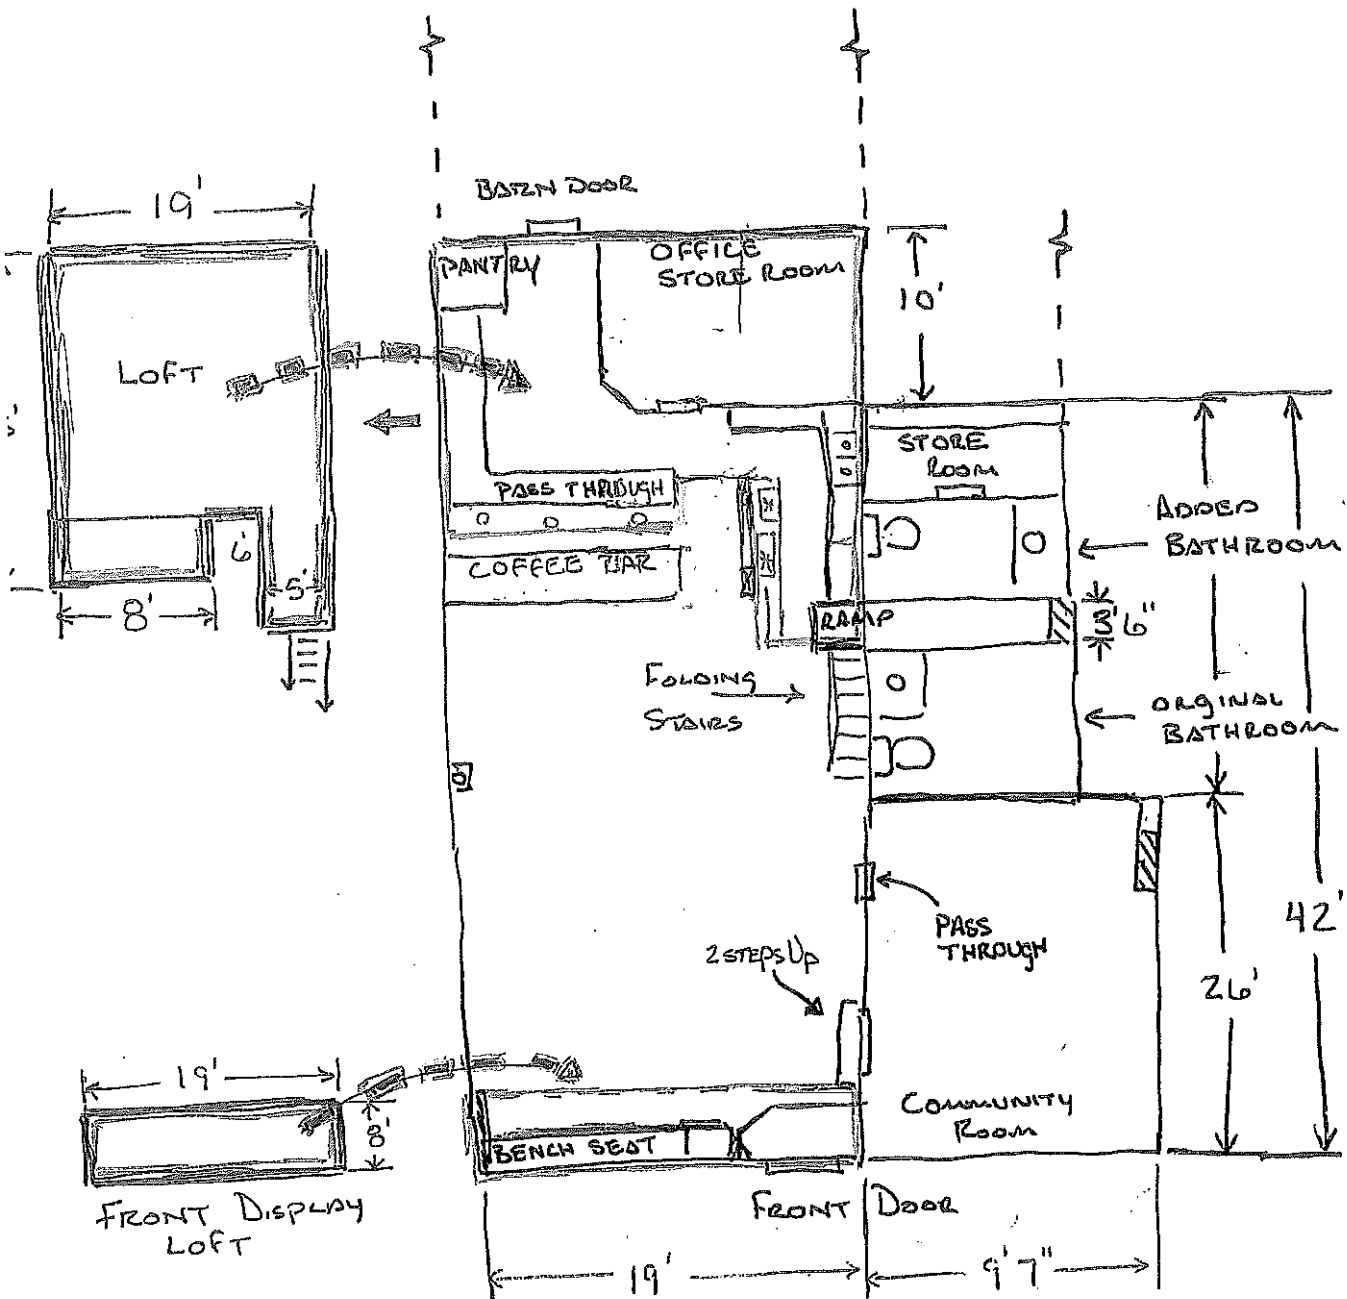 BARN DOOR
19'
PANTRY
OFFICE
STORE ROOM
10'
LOFT
STORE
ROOM
PASS THROUGH
ADDED
BATHROOM
6'
COFFEE BAR
5'
8'
RAMP
3'6"
FOLDING
STAIRS
ORGINAL
BATHROOM
PASS
THROUGH
42'
2 STEPS UP
26'
19'
8'
COMMUNITY
ROOM
BENCH SEAT
FRONT DISPLAY
LOFT
FRONT DOOR
19'
9'7"